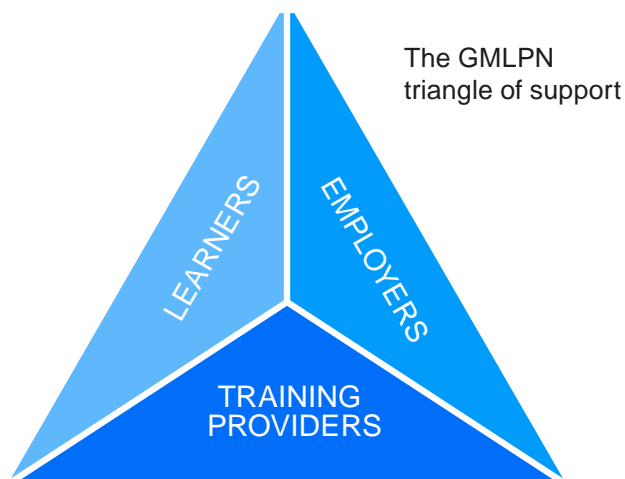 The GMLPN
triangle of support
LEARNERS
EMPLOYERS
TRAINING
PROVIDERS